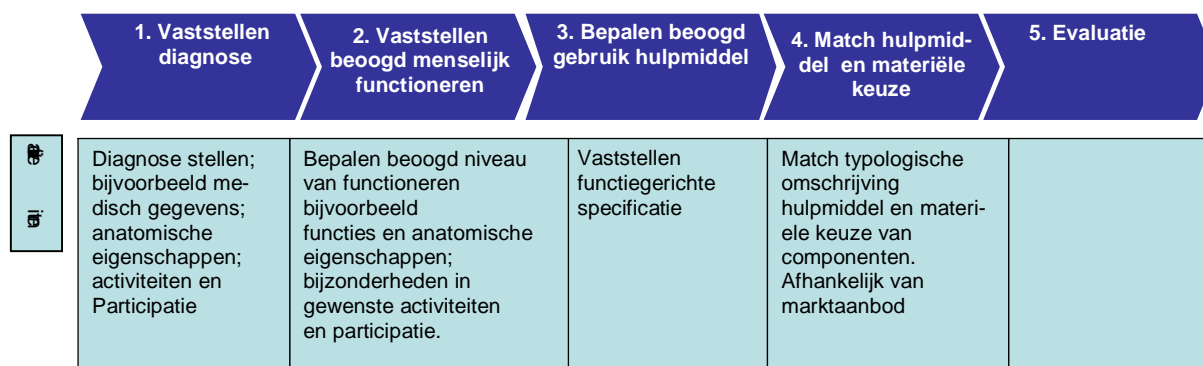 1. Vaststellen
diagnose
2. Vaststellen
beoogd menselijk
functioneren
3. Bepalen beoogd
gebruik hulpmiddel
4. Match hulpmid-
del en materiële
keuze
5. Evaluatie
Diagnose stellen;
bijvoorbeeld me-
disch gegevens;
anatomische
eigenschappen;
activiteiten en
Participatie
Bepalen beoogd niveau
van functioneren
bijvoorbeeld
functies en anatomische
eigenschappen;
bijzonderheden in
gewenste activiteiten
en participatie.
Vaststellen
functiegerichte
specificatie
Match typologische
omschrijving
hulpmiddel en materi-
ele keuze van
componenten.
Afhankelijk van
marktaanbod